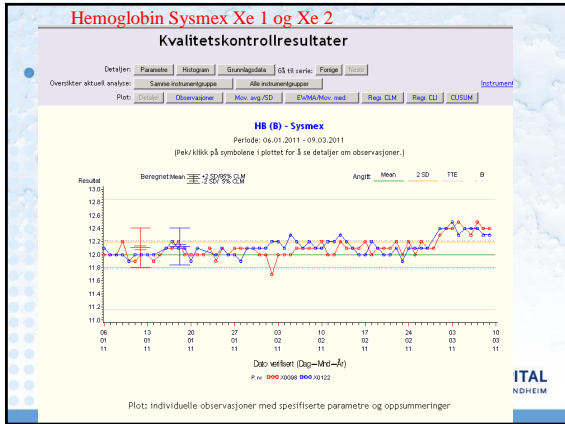 Hemoglobin Sysmex Xe 1 og Xe 2
Kvalitetskontrollresultater
Detaljer: Parametre Histogram Grunnlagsdata Gå til serie: Forrige Neste
Oversikter aktuell analyse: Samme instrumentgruppe Alle instrumentgrupper Instrument
Plot: Detaljer Observasjoner Mov. avg./SD EWMA/Mov. med. Regr. CLM Regr. CLI CUSUM
HB (B) - Sysmex
Periode: 06.01.2011 - 09.03.2011
(Pek/klikk på symbolene i plottet for å se detaljer om observasjoner.)
Beregnet: Mean +2 SD/95% CLM Angitt: Mean 2 SD TTE B
-2 SD/ 5% CLM
Resultat
13.0
12.8
12.6
12.4
12.2
12.0
11.8
11.6
11.4
11.2
11.0
06 13 20 27 03 10 17 24 03 10
01 01 01 01 02 02 02 02 03 03
11 11 11 11 11 11 11 11 11 11
Dato verifisert (Dag—Mnd—År)
P.nr. X0098 X0122
Plot: individuelle observasjoner med spesifiserte parametre og oppsummeringer
ITAL
NDHEIM